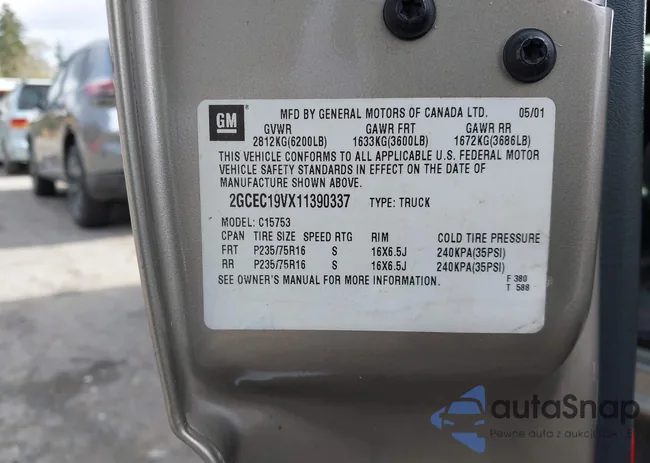 GM
MFD BY GENERAL MOTORS OF CANADA LTD. 05/01
GVWR GAWR FRT GAWR RR
2812KG(6200LB) 1633KG(3600LB) 1672KG(3686LB)
THIS VEHICLE CONFORMS TO ALL APPLICABLE U.S. FEDERAL MOTOR
VEHICLE SAFETY STANDARDS IN EFFECT ON THE DATE OF
MANUFACTURE SHOWN ABOVE.
2GCEC19VX11390337 TYPE: TRUCK
MODEL: C15753
CPAN TIRE SIZE SPEED RTG RIM COLD TIRE PRESSURE
FRT P235/75R16 S 16X6.5J 240KPA(35PSI)
RR P235/75R16 S 16X6.5J 240KPA(35PSI)
SEE OWNER'S MANUAL FOR MORE INFORMATION.
F 380
T 588
autaSnap
Pewne auta z aukcji